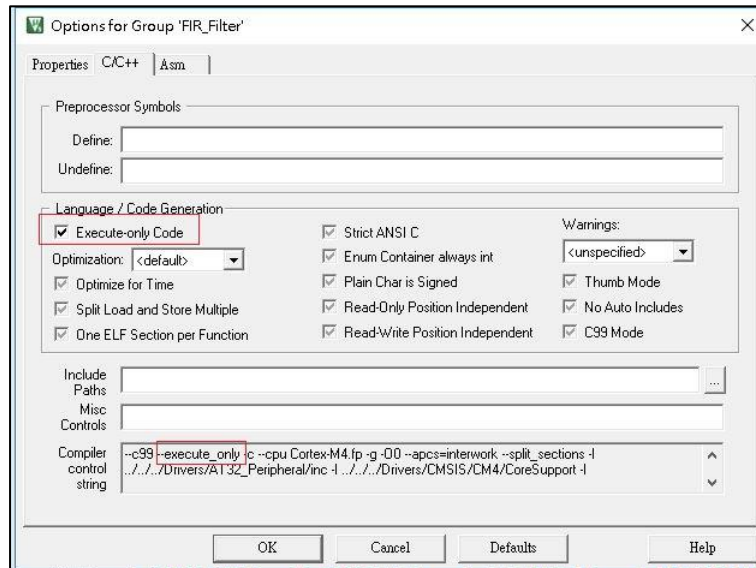 Options for Group 'FIR_Filter'
Properties C/C++ Asm
Preprocessor Symbols
Define:
Undefine:
Language / Code Generation
Execute-only Code
Strict ANSI C
Warnings:
Optimization: <default>
Enum Container always int
<unspecified>
Optimize for Time
Plain Char is Signed
Thumb Mode
Split Load and Store Multiple
Read-Only Position Independent
No Auto Includes
One ELF Section per Function
Read-Write Position Independent
C99 Mode
Include
Paths
...
Misc
Controls
Compiler
control
string
--c99 --execute_only -c --cpu Cortex-M4.fp -g -O0 --apcs=interwork --split_sections -I
../../../Drivers/AT32_Peripheral/inc -I ../../../Drivers/CMSIS/CM4/CoreSupport -I
OK Cancel Defaults Help